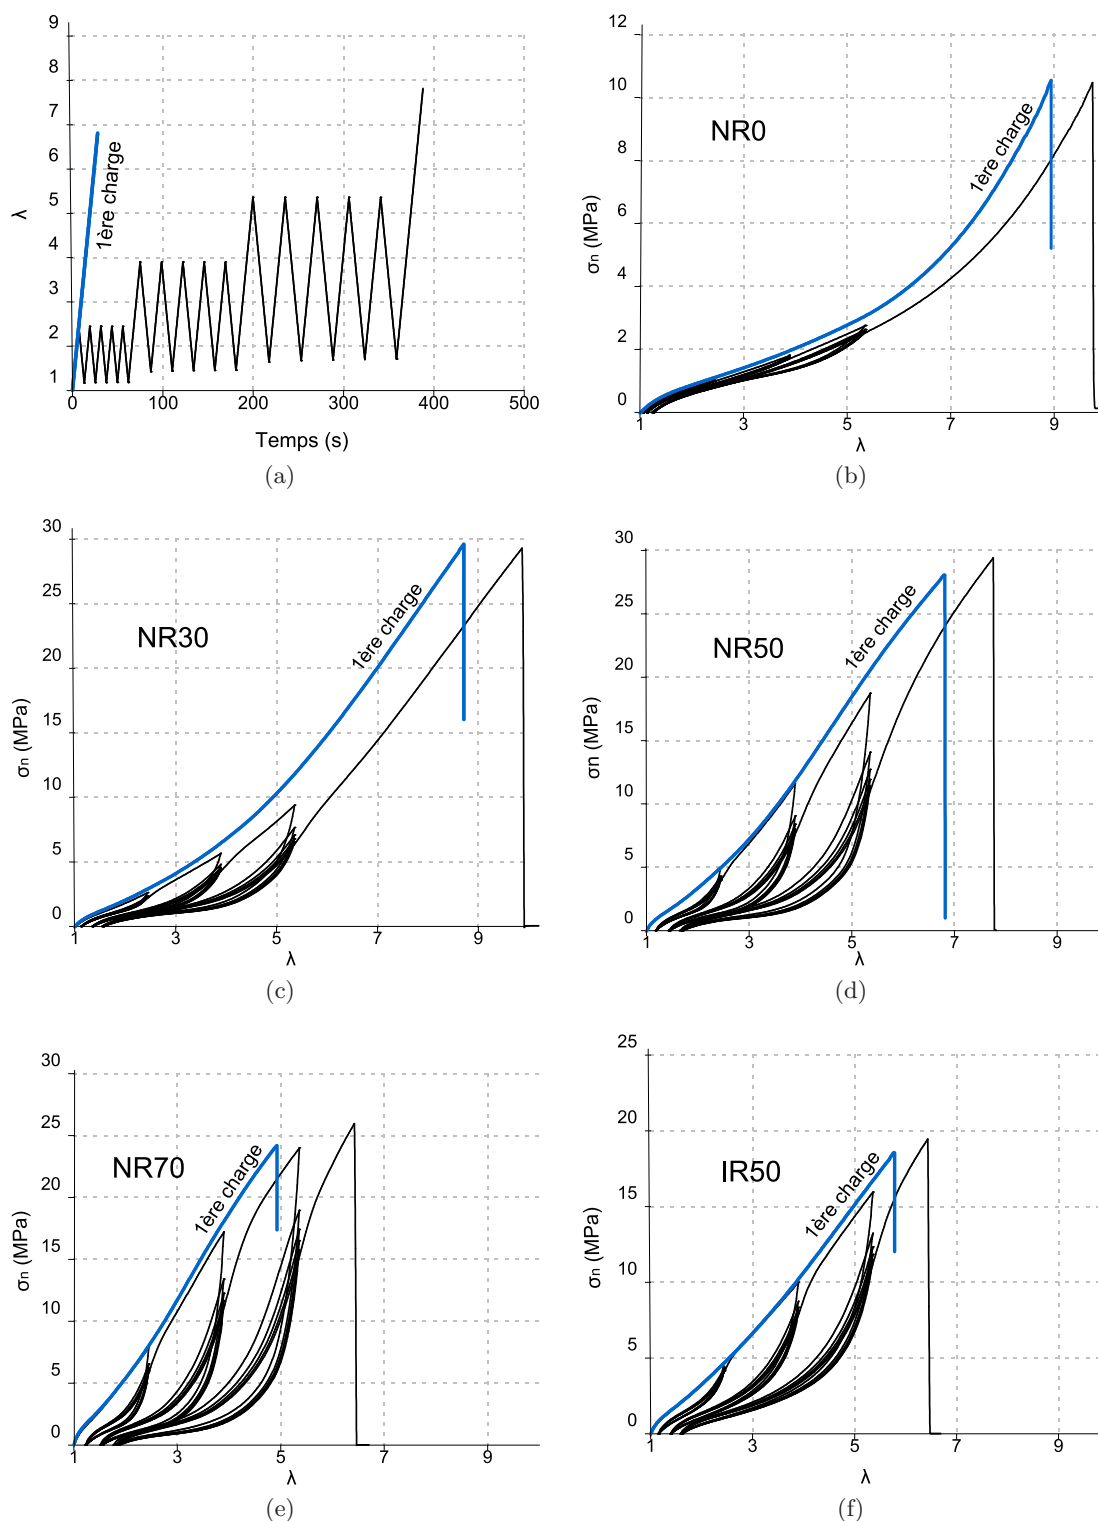 9
8
7
6
5
4
3
2
1
λ
1ère charge
0 100 200 300 400 500
Temps (s)
(a)
12
10
8
6
4
2
0
σn (MPa)
NR0
1ère charge
1 3 5 7 9
λ
(b)
30
25
20
15
10
5
0
σn (MPa)
NR30
1ère charge
1 3 5 7 9
λ
(c)
30
25
20
15
10
5
0
σn (MPa)
NR50
1ère charge
1 3 5 7 9
λ
(d)
30
25
20
15
10
5
0
σn (MPa)
NR70
1ère charge
1 3 5 7 9
λ
(e)
25
20
15
10
5
0
σn (MPa)
IR50
1ère charge
1 3 5 7 9
λ
(f)